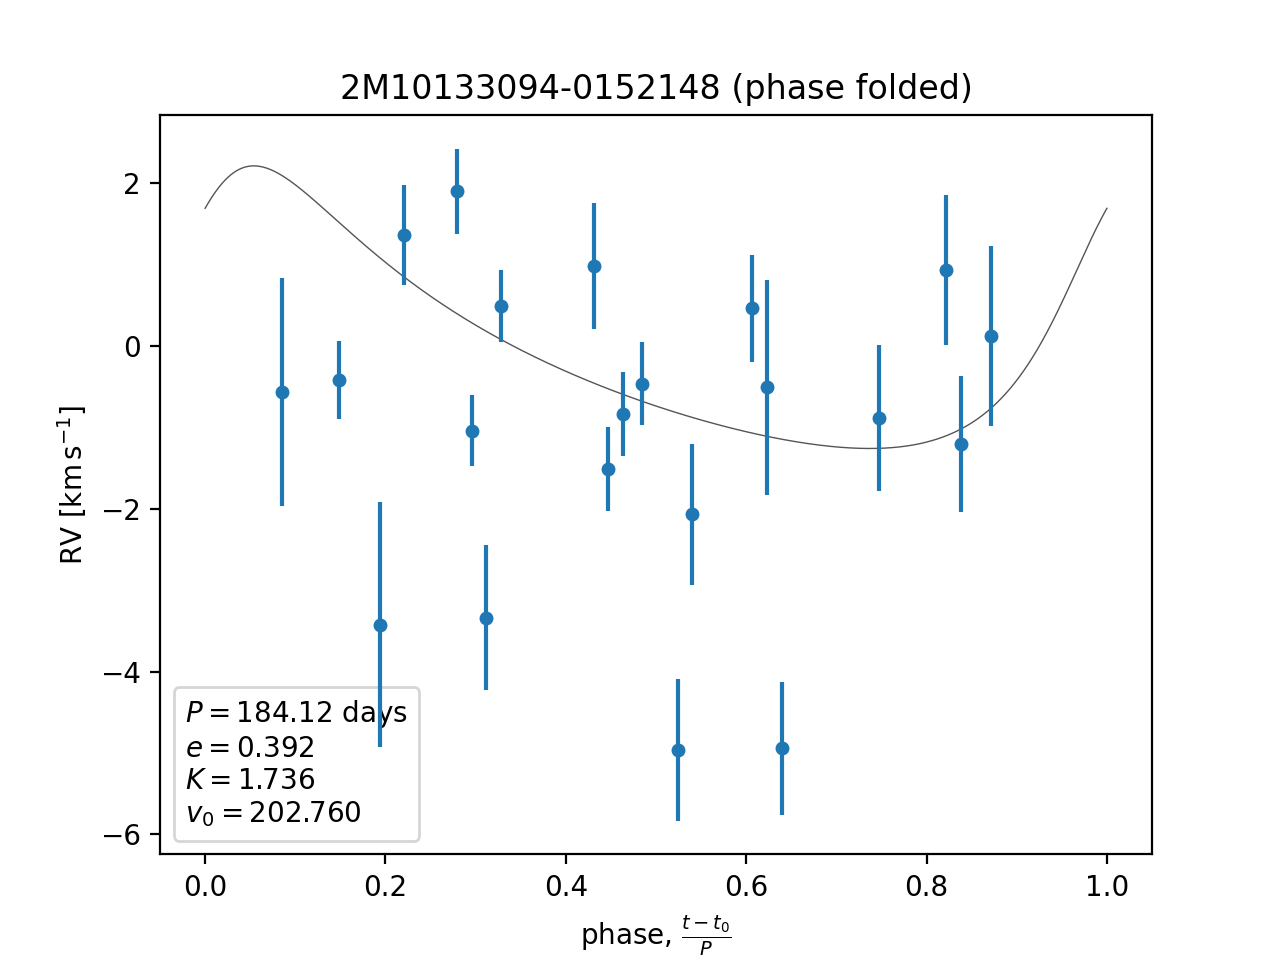 2M10133094-0152148 (phase folded)
RV [km s⁻¹]
2
0
−2
−4
−6
P = 184.12 days
e = 0.392
K = 1.736
v₀ = 202.760
0.0 0.2 0.4 0.6 0.8 1.0
phase, (t − t₀)/P